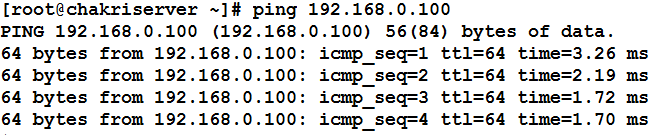 [root@chakriserver ~]# ping 192.168.0.100
PING 192.168.0.100 (192.168.0.100) 56(84) bytes of data.
64 bytes from 192.168.0.100: icmp_seq=1 ttl=64 time=3.26 ms
64 bytes from 192.168.0.100: icmp_seq=2 ttl=64 time=2.19 ms
64 bytes from 192.168.0.100: icmp_seq=3 ttl=64 time=1.72 ms
64 bytes from 192.168.0.100: icmp_seq=4 ttl=64 time=1.70 ms